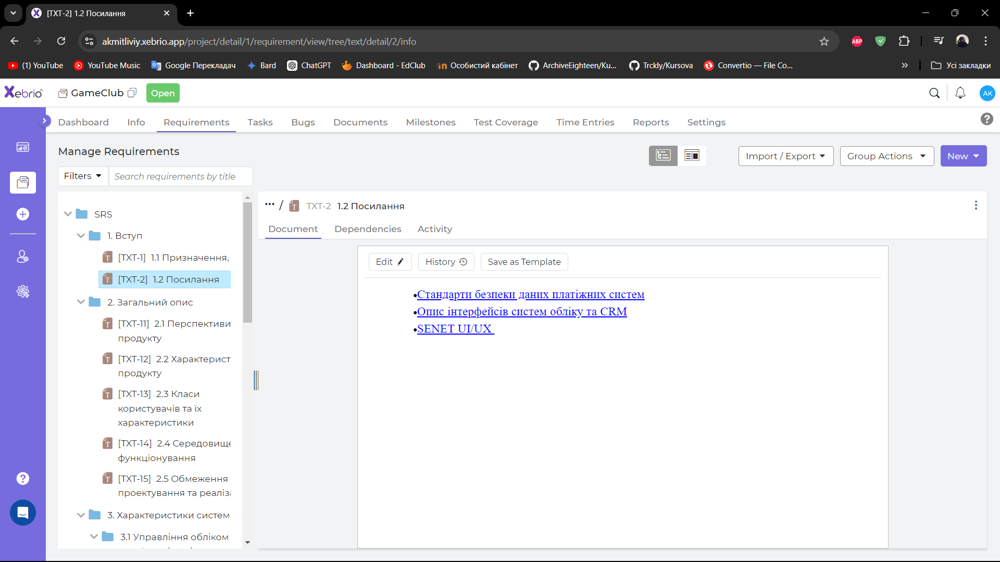 [TXT-2] 1.2 Посилання
akmitliviy.xebrio.app/project/detail/1/requirement/view/tree/text/detail/2/info
ABP
(1) YouTube
YouTube Music
Google Перекладач
Bard
ChatGPT
Dashboard - EdClub
Особистий кабінет
ArchiveEighteen/Ku...
Trckly/Kursova
Convertio — File Co...
Усі закладки
Xebrio
GameClub
Open
AK
Dashboard
Info
Requirements
Tasks
Bugs
Documents
Milestones
Test Coverage
Time Entries
Reports
Settings
Manage Requirements
Import / Export
Group Actions
New
Filters
Search requirements by title
SRS
1. Вступ
[TXT-1] 1.1 Призначення,
[TXT-2] 1.2 Посилання
2. Загальний опис
[TXT-11] 2.1 Перспективи
продукту
[TXT-12] 2.2 Характерист
продукту
[TXT-13] 2.3 Класи
користувачів та їх
характеристики
[TXT-14] 2.4 Середовище
функціонування
[TXT-15] 2.5 Обмеження
проектування та реаліза
3. Характеристики систем
3.1 Управління обліком
... / TXT-2 1.2 Посилання
Document
Dependencies
Activity
Edit
History
Save as Template
•Стандарти безпеки даних платіжних систем
•Опис інтерфейсів систем обліку та CRM
•SENET UI/UX